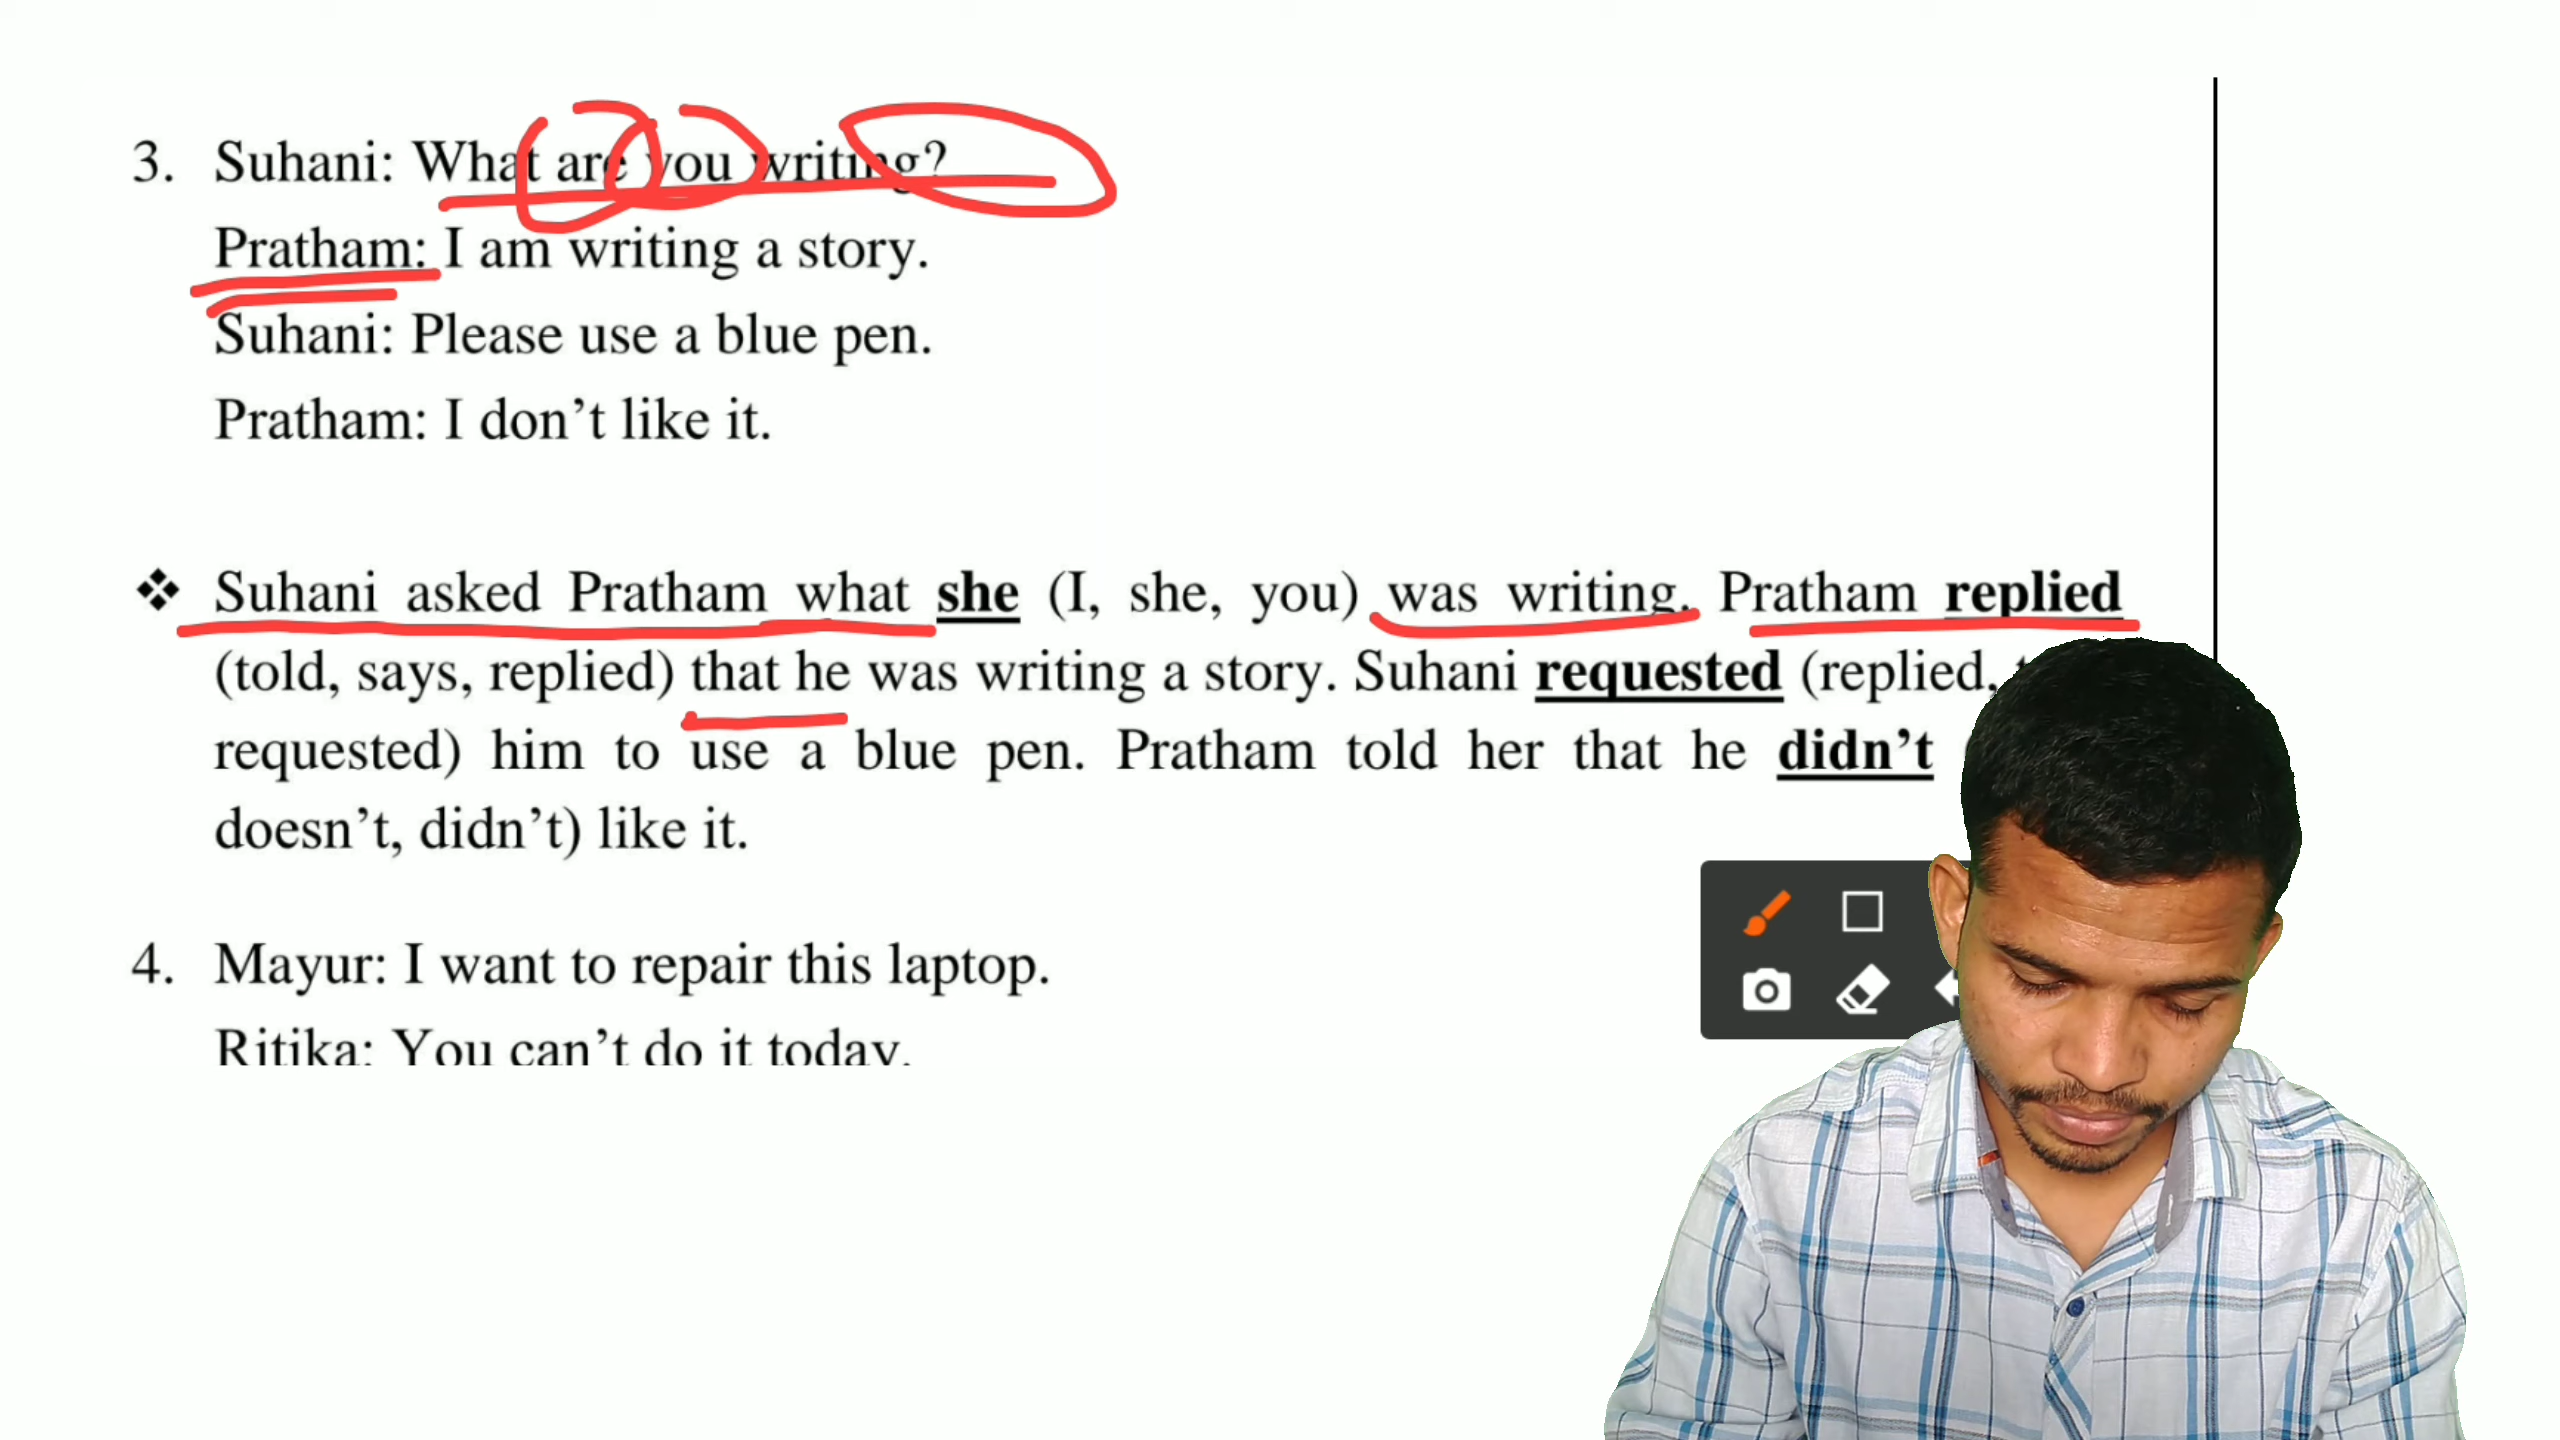 3. Suhani: What are you writing?
Pratham: I am writing a story.
Suhani: Please use a blue pen.
Pratham: I don’t like it.
❖ Suhani asked Pratham what she (I, she, you) was writing. Pratham replied
(told, says, replied) that he was writing a story. Suhani requested (replied,
requested) him to use a blue pen. Pratham told her that he didn’t
doesn’t, didn’t) like it.
4. Mayur: I want to repair this laptop.
Ritika: You can’t do it today.